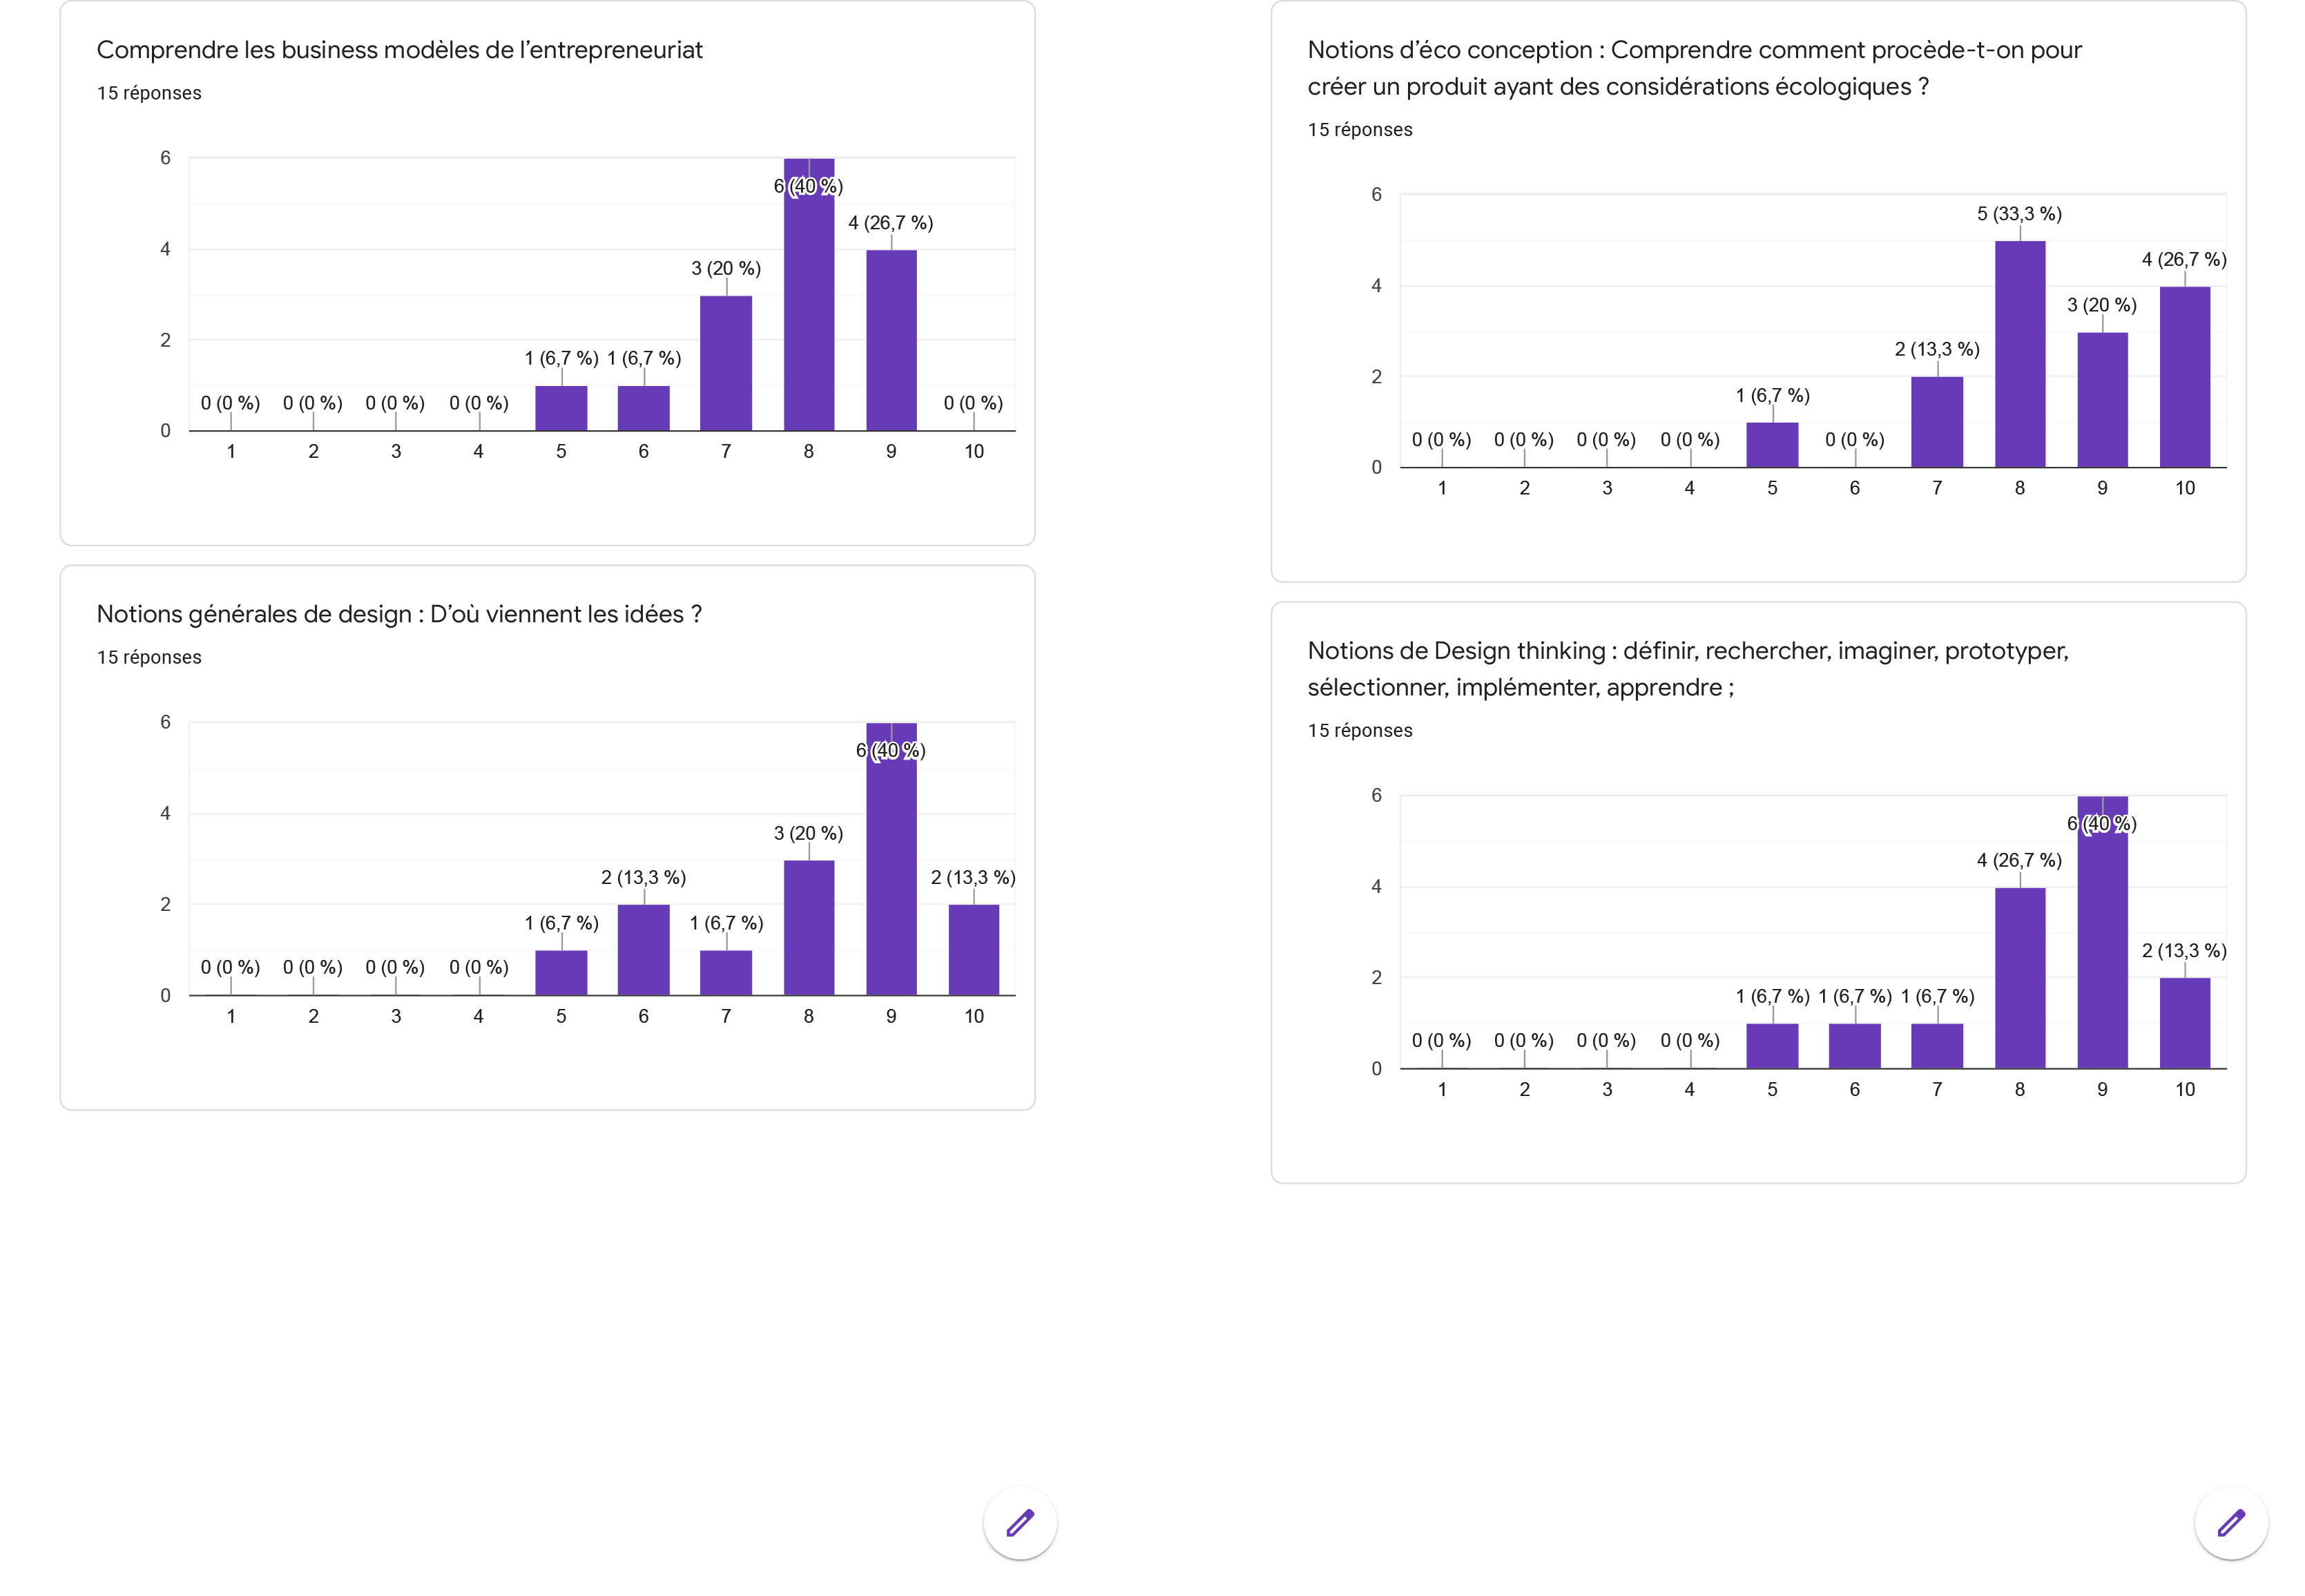 Comprendre les business modèles de l’entrepreneuriat
15 réponses
6
4
2
0
0 (0 %) 0 (0 %) 0 (0 %) 0 (0 %) 1 (6,7 %) 1 (6,7 %) 3 (20 %) 6 (40 %) 4 (26,7 %) 0 (0 %)
1 2 3 4 5 6 7 8 9 10
Notions générales de design : D’où viennent les idées ?
15 réponses
6
4
2
0
0 (0 %) 0 (0 %) 0 (0 %) 0 (0 %) 1 (6,7 %) 2 (13,3 %) 1 (6,7 %) 3 (20 %) 6 (40 %) 2 (13,3 %)
1 2 3 4 5 6 7 8 9 10
Notions d’éco conception : Comprendre comment procède-t-on pour
créer un produit ayant des considérations écologiques ?
15 réponses
6
4
2
0
0 (0 %) 0 (0 %) 0 (0 %) 0 (0 %) 1 (6,7 %) 0 (0 %) 2 (13,3 %) 5 (33,3 %) 3 (20 %) 4 (26,7 %)
1 2 3 4 5 6 7 8 9 10
Notions de Design thinking : définir, rechercher, imaginer, prototyper,
sélectionner, implémenter, apprendre ;
15 réponses
6
4
2
0
0 (0 %) 0 (0 %) 0 (0 %) 0 (0 %) 1 (6,7 %) 1 (6,7 %) 1 (6,7 %) 4 (26,7 %) 6 (40 %) 2 (13,3 %)
1 2 3 4 5 6 7 8 9 10